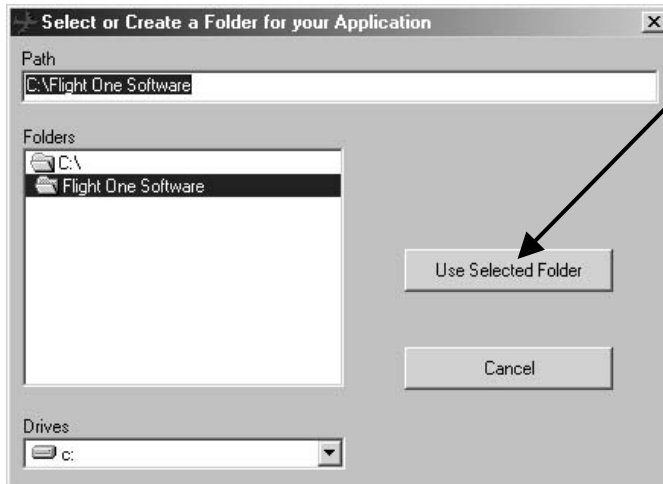 Select or Create a Folder for your Application
Path
C:\Flight One Software
Folders
C:\
Flight One Software
Use Selected Folder
Cancel
Drives
c: